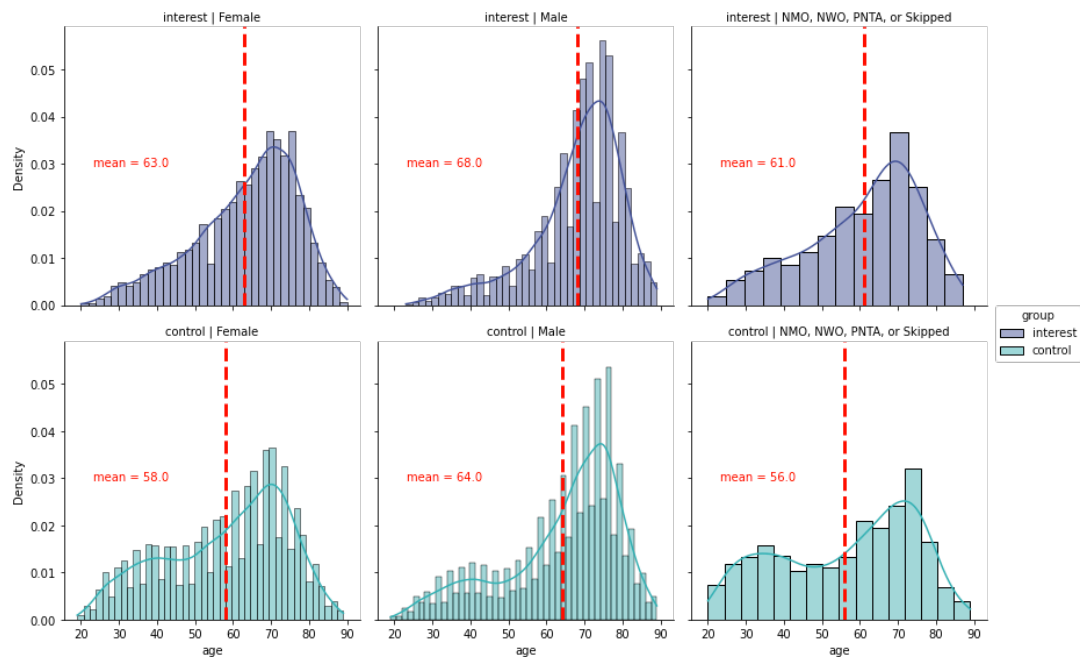 interest | Female
interest | Male
interest | NMO, NWO, PNTA, or Skipped
0.05
0.04
0.03
0.02
0.01
0.00
Density
mean = 63.0
mean = 68.0
mean = 61.0
group
interest
control
control | Female
control | Male
control | NMO, NWO, PNTA, or Skipped
0.05
0.04
0.03
0.02
0.01
0.00
Density
mean = 58.0
mean = 64.0
mean = 56.0
20 30 40 50 60 70 80 90
20 30 40 50 60 70 80 90
20 30 40 50 60 70 80 90
age
age
age